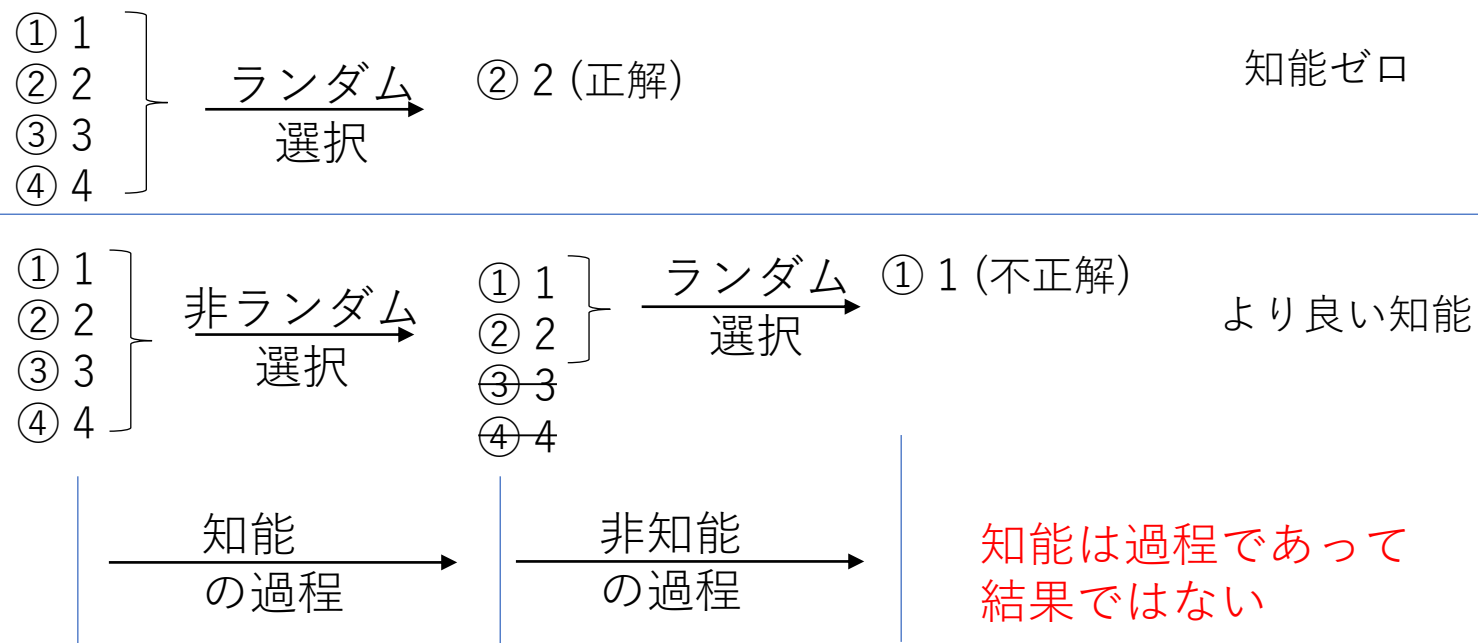 ① 1
② 2
③ 3
④ 4
ランダム
選択
② 2 (正解)
知能ゼロ
① 1
② 2
③ 3
④ 4
非ランダム
選択
① 1
② 2
③ 3
④ 4
ランダム
選択
① 1 (不正解)
より良い知能
知能
の過程
非知能
の過程
知能は過程であって
結果ではない